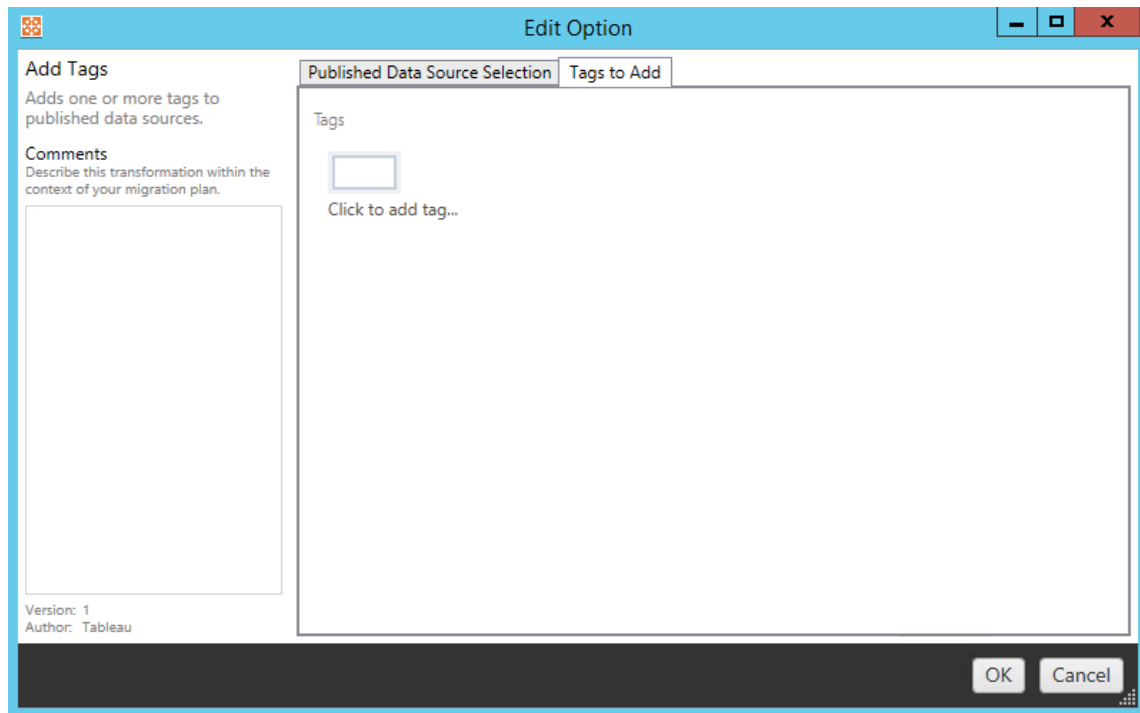 Edit Option
X
Add Tags
Adds one or more tags to
published data sources.
Comments
Describe this transformation within the
context of your migration plan.
Version: 1
Author: Tableau
Published Data Source Selection
Tags to Add
Tags
Click to add tag...
OK
Cancel